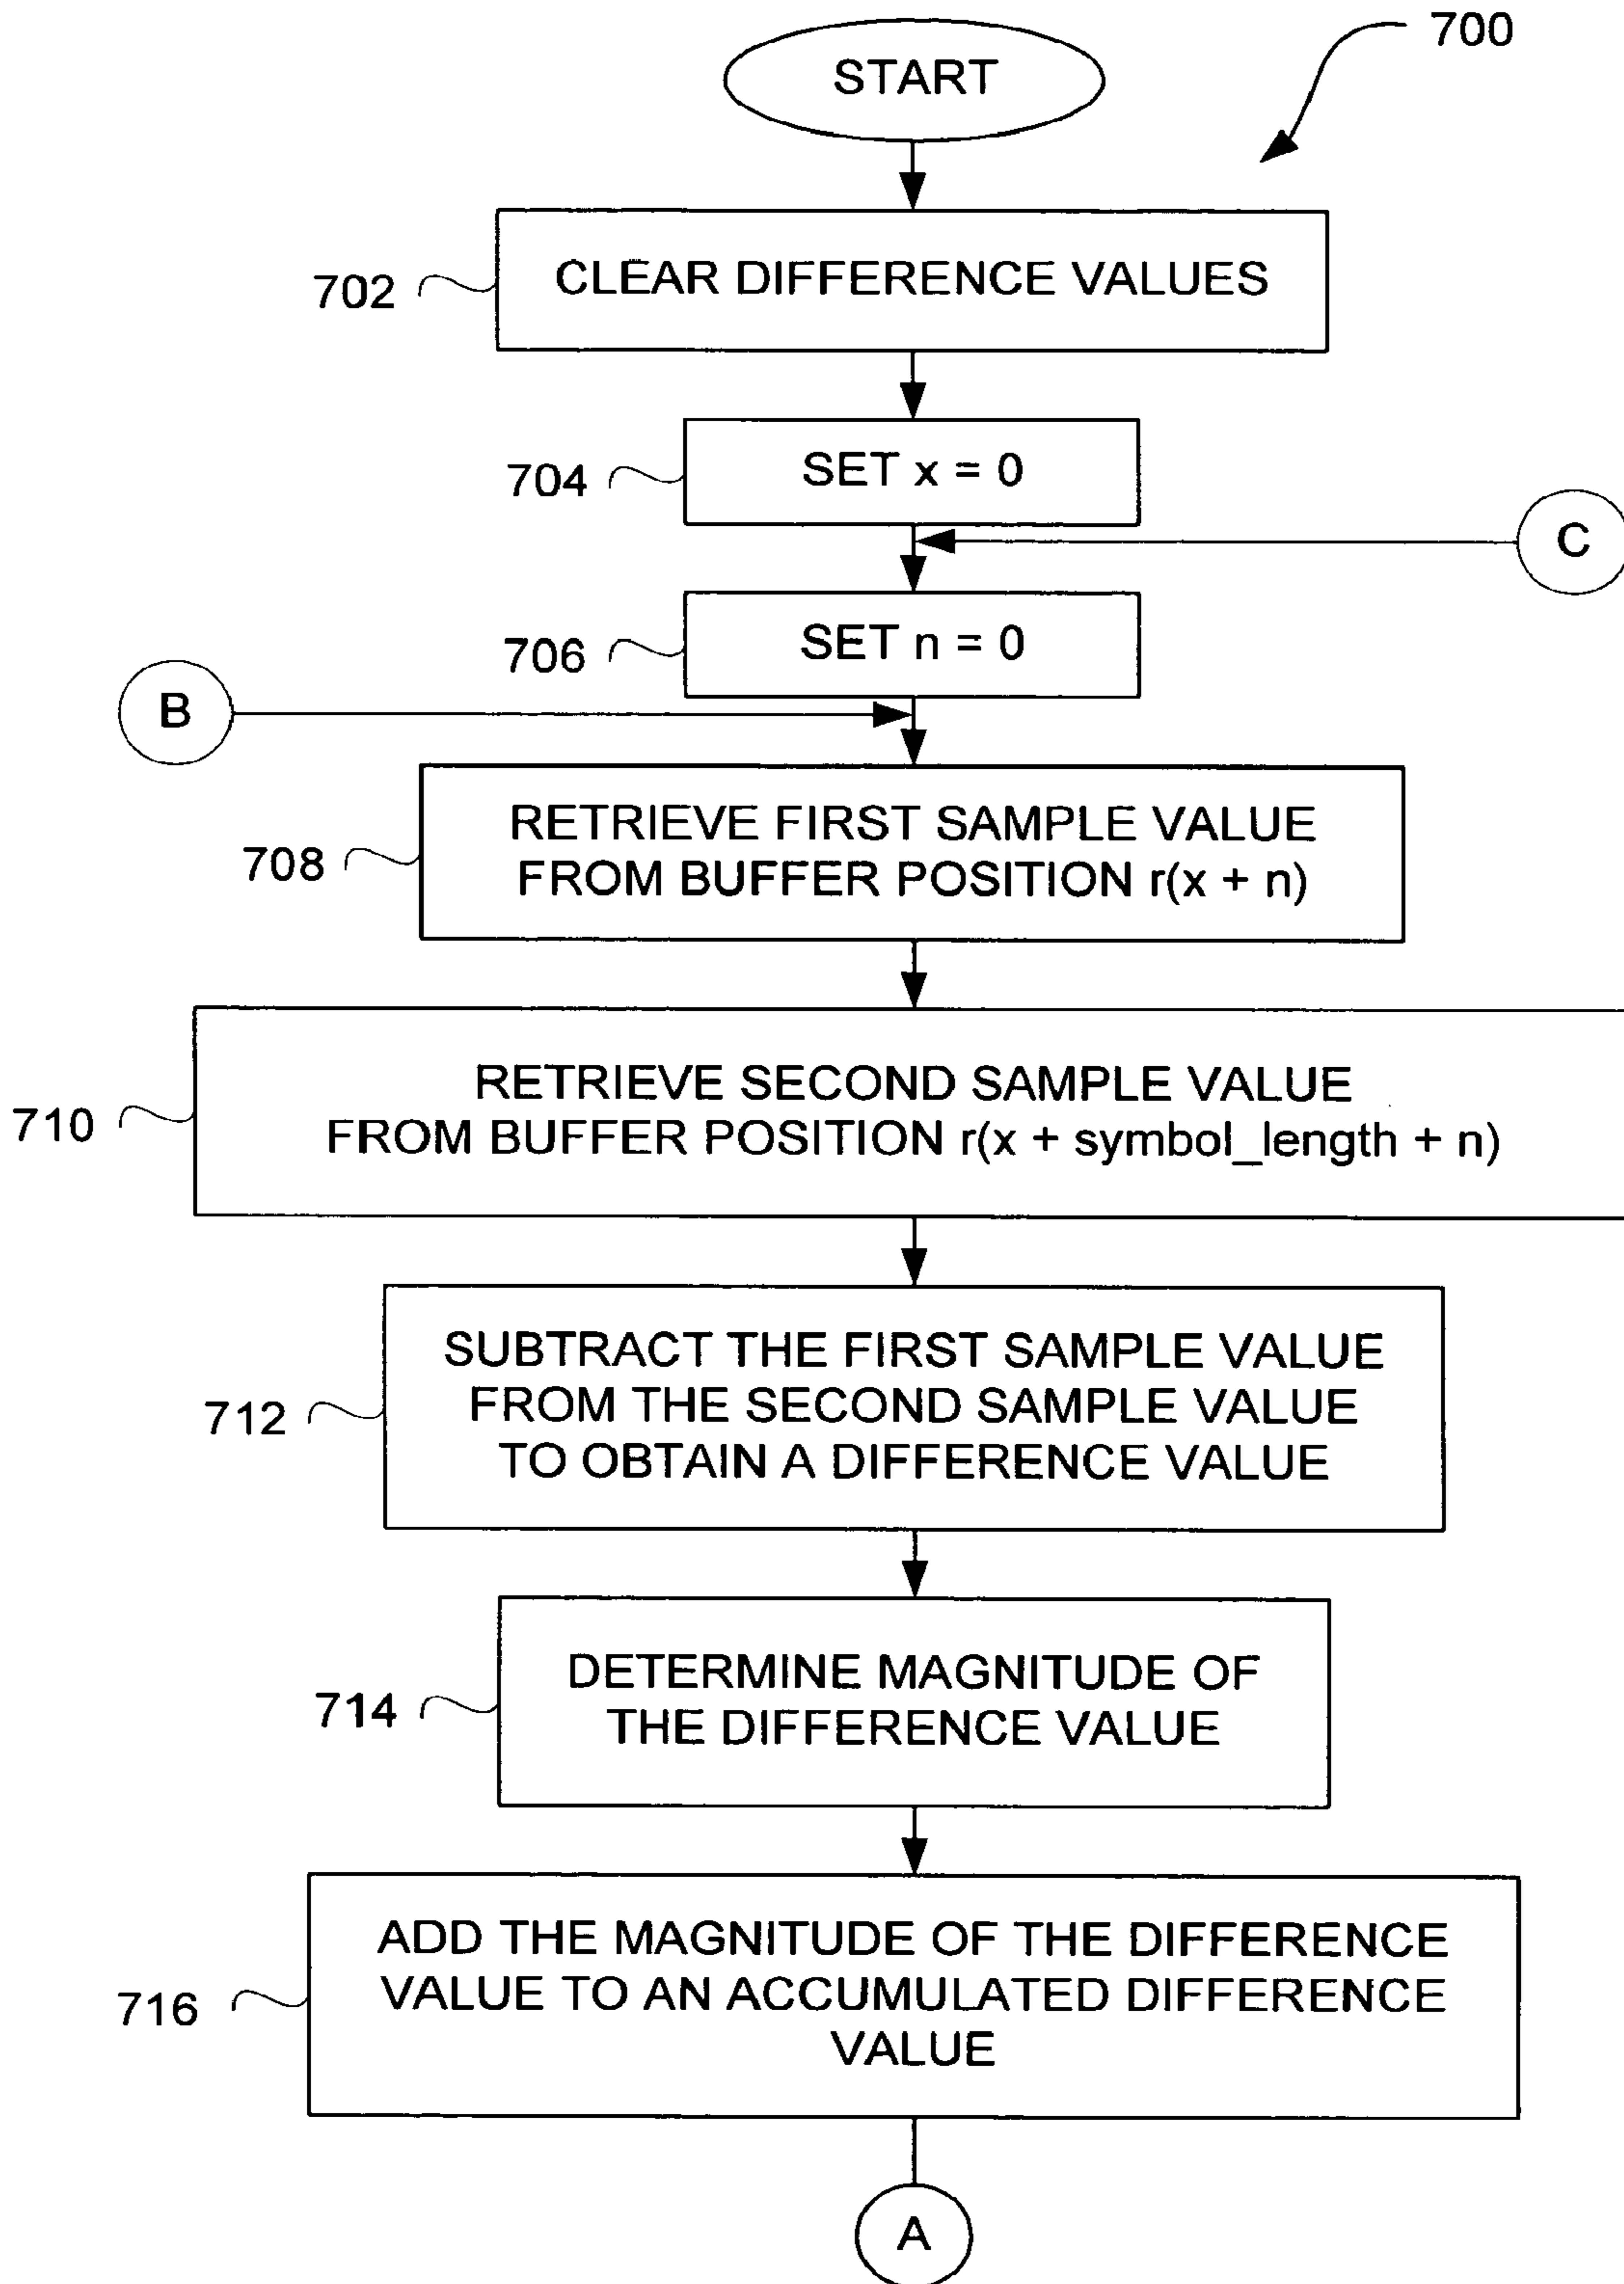 700
START
702
CLEAR DIFFERENCE VALUES
704
SET x = 0
C
706
SET n = 0
B
708
RETRIEVE FIRST SAMPLE VALUE
FROM BUFFER POSITION r(x + n)
710
RETRIEVE SECOND SAMPLE VALUE
FROM BUFFER POSITION r(x + symbol_length + n)
712
SUBTRACT THE FIRST SAMPLE VALUE
FROM THE SECOND SAMPLE VALUE
TO OBTAIN A DIFFERENCE VALUE
714
DETERMINE MAGNITUDE OF
THE DIFFERENCE VALUE
716
ADD THE MAGNITUDE OF THE DIFFERENCE
VALUE TO AN ACCUMULATED DIFFERENCE
VALUE
A